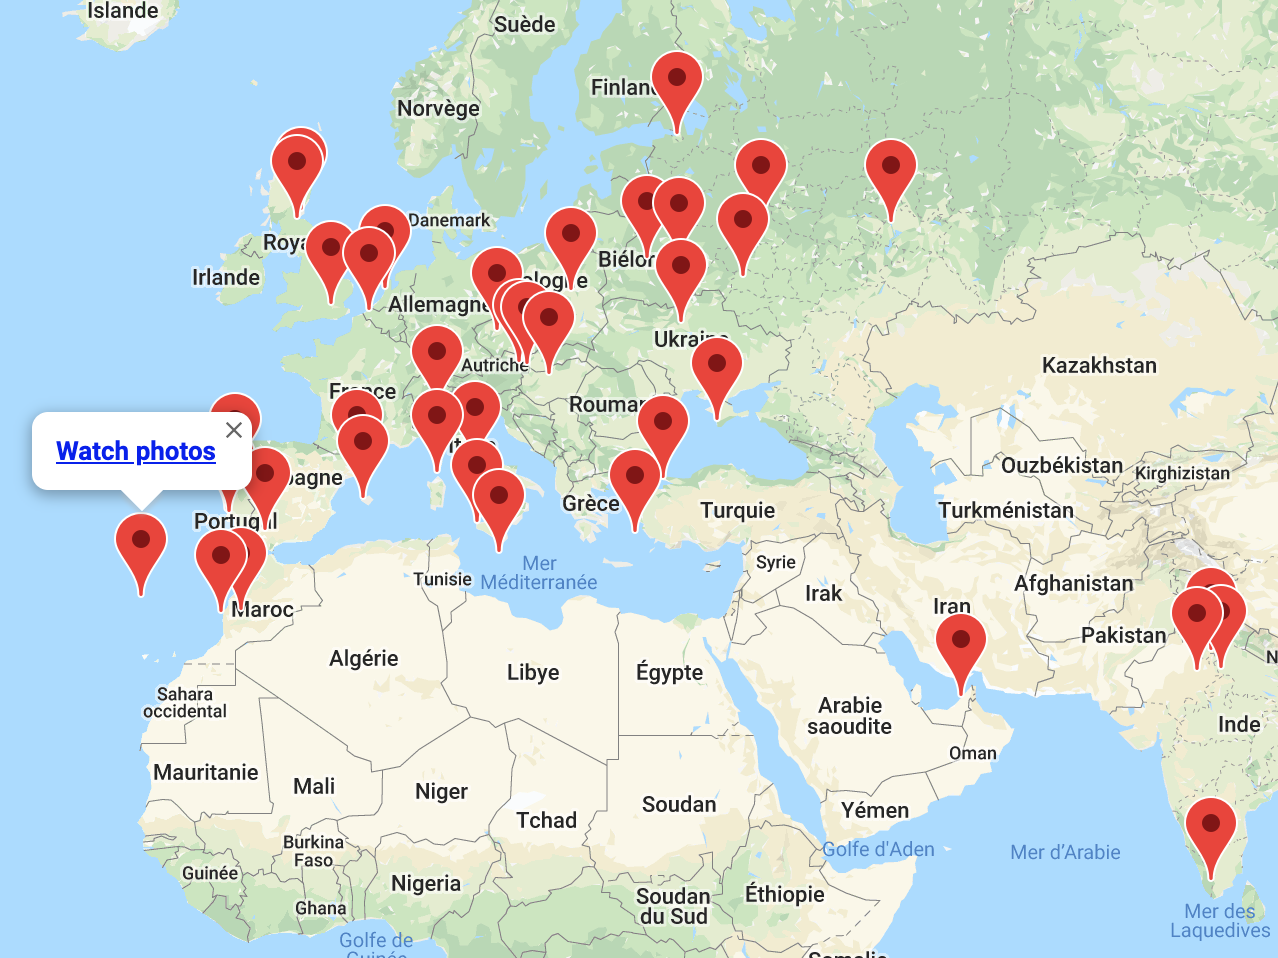 Islande
Suède
Finlan
Norvège
Danemark
Roya
Irlande
Biélor
ologne
Allemagne
Ukraine
Autriche
Kazakhstan
France
Rouma
Watch photos
Ouzbékistan
Kirghizistan
pagne
Grèce
Turquie
Turkménistan
Portugal
Mer
Méditerranée
Syrie
Tunisie
Afghanistan
Irak
Iran
Maroc
Pakistan
Algérie
Libye
Égypte
N
Sahara
occidental
Arabie
saoudite
Inde
Oman
Mauritanie
Mali
Niger
Soudan
Yémen
Tchad
Burkina
Faso
Golfe d'Aden
Mer d’Arabie
Guinée
Nigeria
Éthiopie
Ghana
Soudan
du Sud
Mer des
Laquedives
Golfe de
Guinée
Somalie